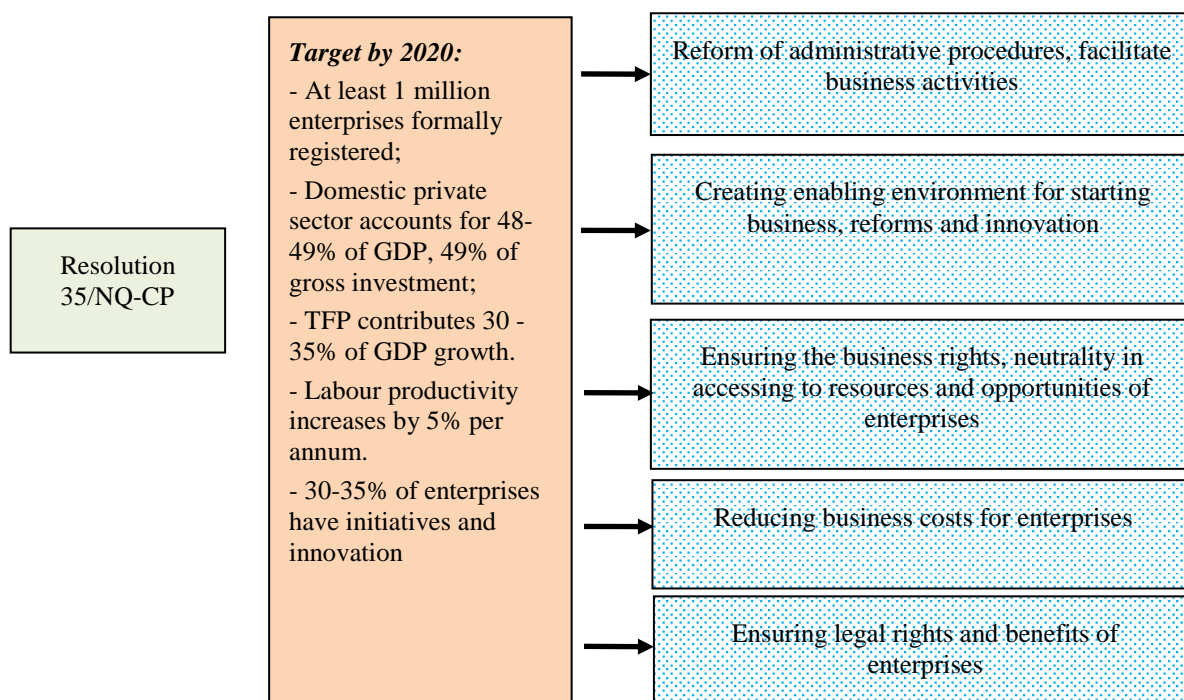 Resolution
35/NQ-CP
Target by 2020:
- At least 1 million
enterprises formally
registered;
- Domestic private
sector accounts for 48-
49% of GDP, 49% of
gross investment;
- TFP contributes 30 -
35% of GDP growth.
- Labour productivity
increases by 5% per
annum.
- 30-35% of enterprises
have initiatives and
innovation
Reform of administrative procedures, facilitate
business activities
Creating enabling environment for starting
business, reforms and innovation
Ensuring the business rights, neutrality in
accessing to resources and opportunities of
enterprises
Reducing business costs for enterprises
Ensuring legal rights and benefits of
enterprises